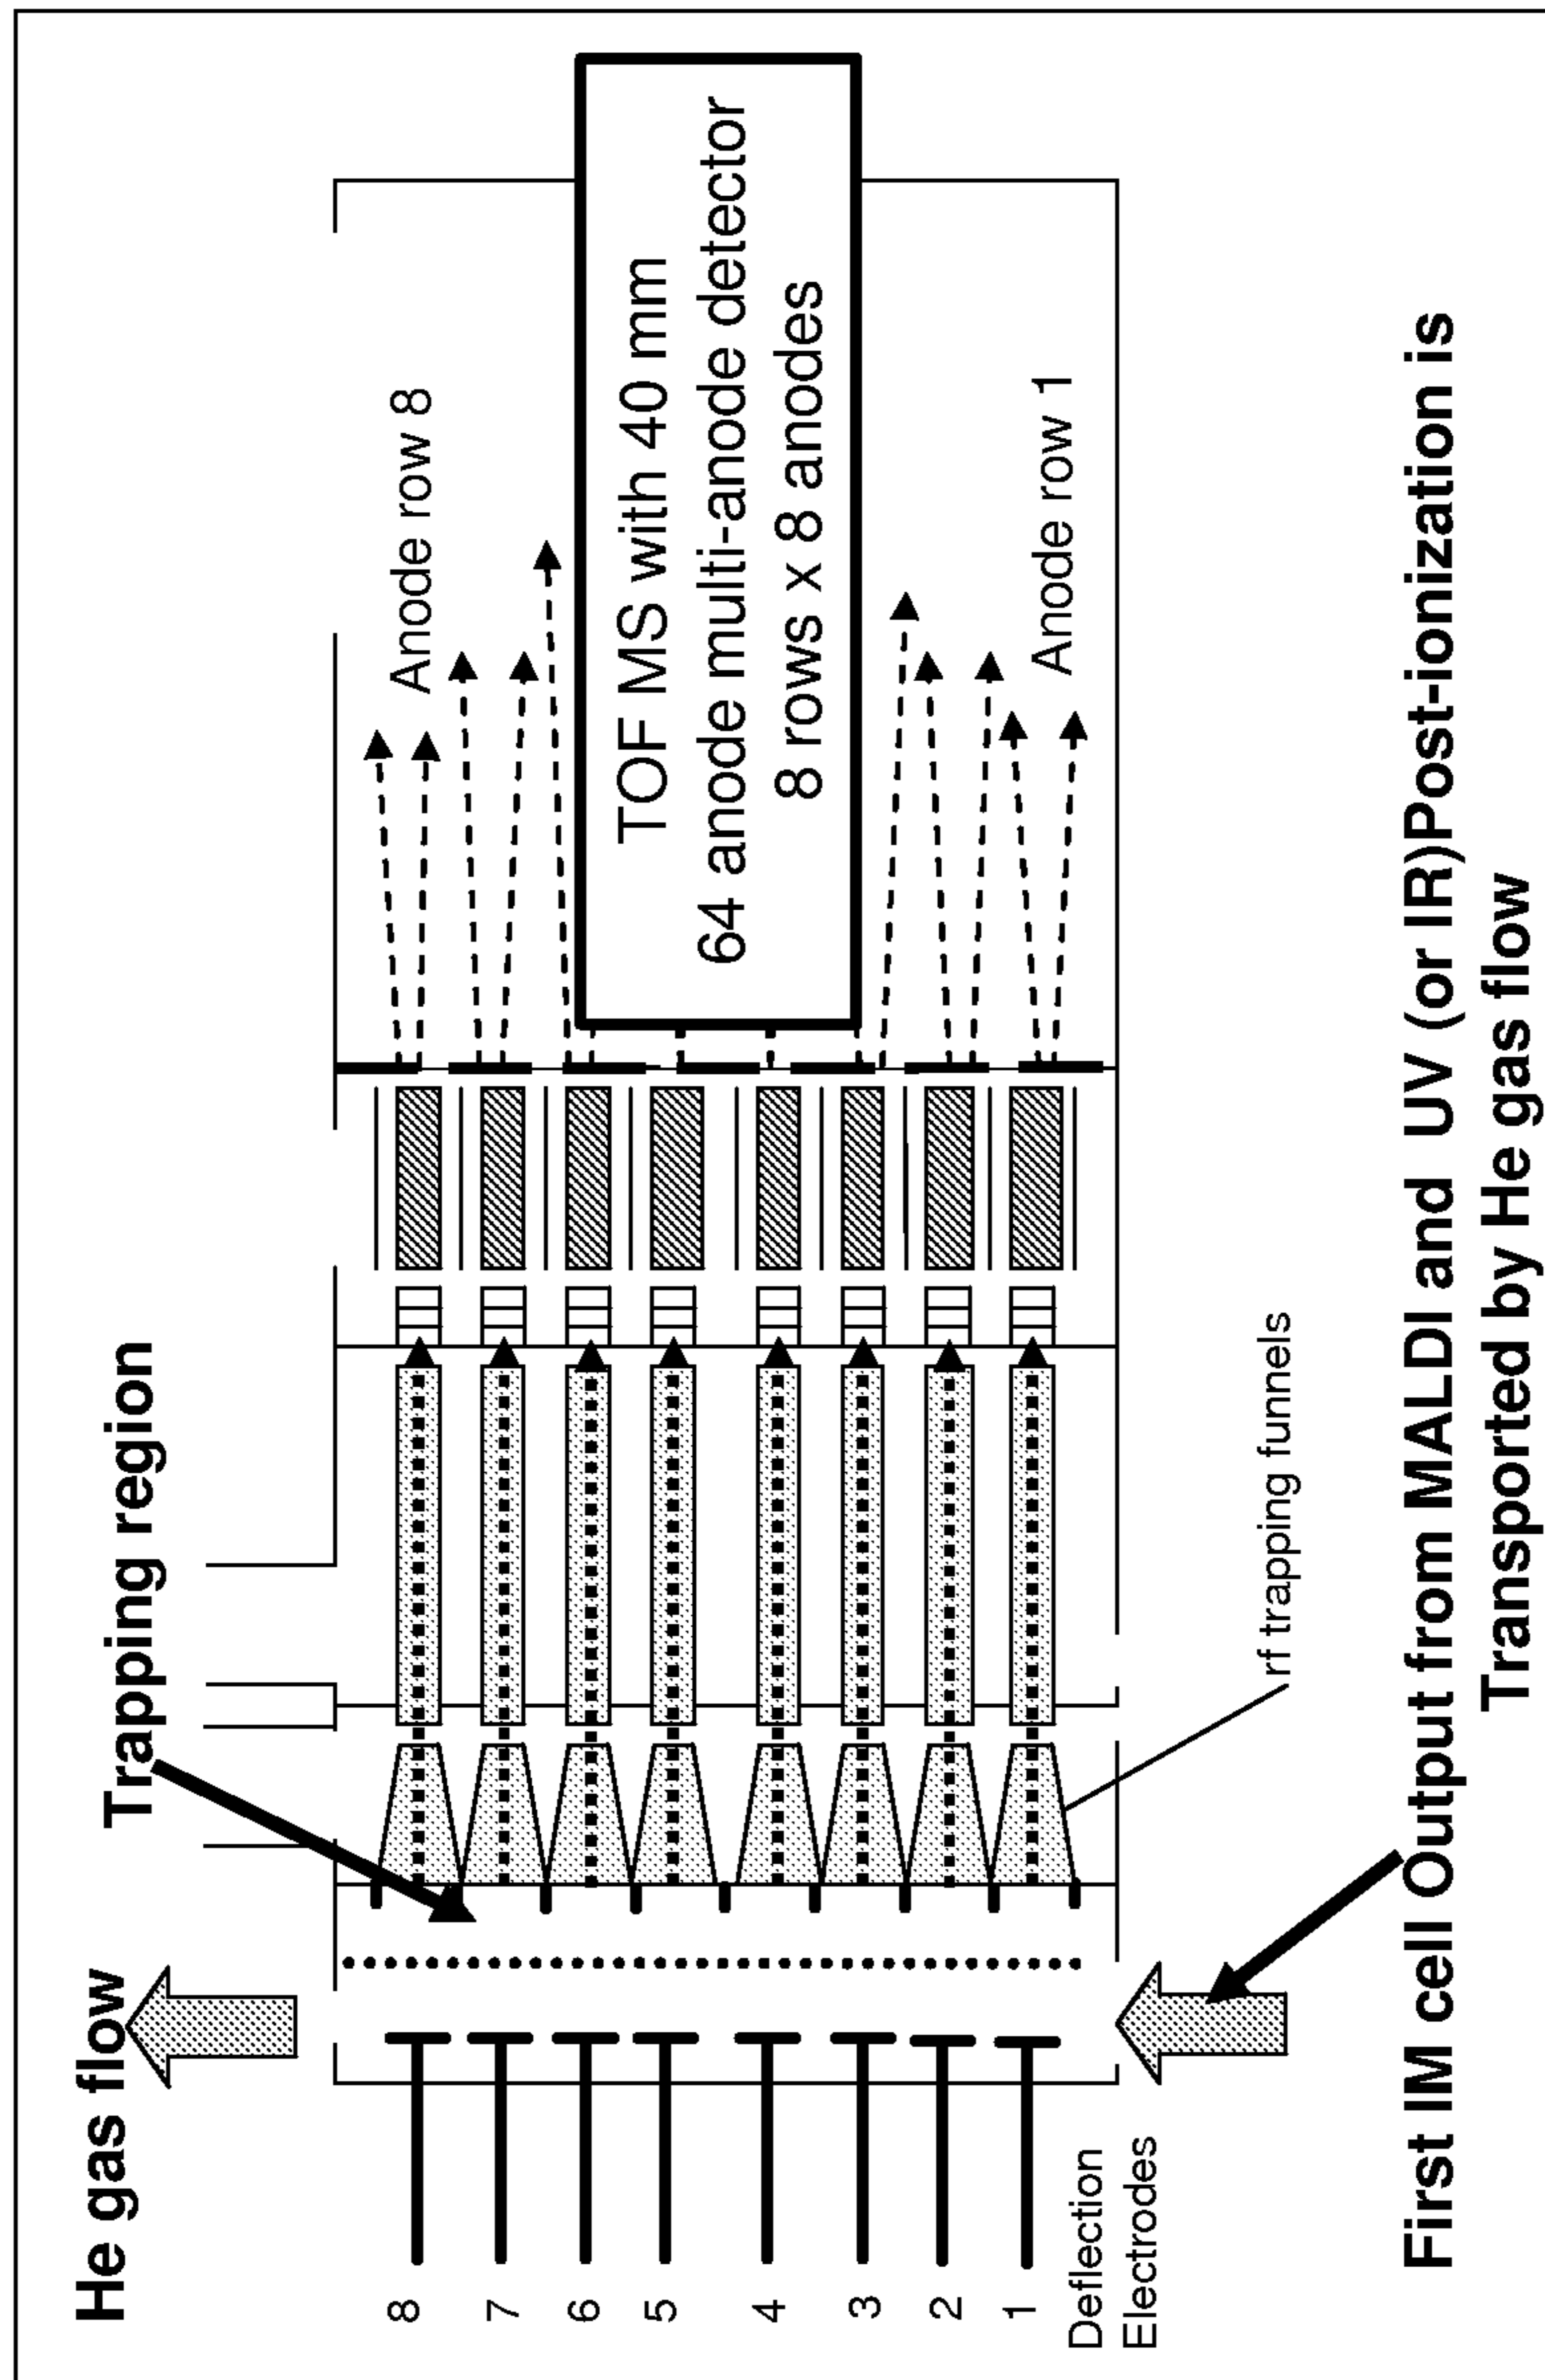 He gas flow
Trapping region
8
7
6
5
4
3
2
1
Deflection
Electrodes
Anode row 8
TOF MS with 40 mm
64 anode multi-anode detector
8 rows x 8 anodes
Anode row 1
rf trapping funnels
First IM cell Output from MALDI and UV (or IR)Post-ionization is
Transported by He gas flow